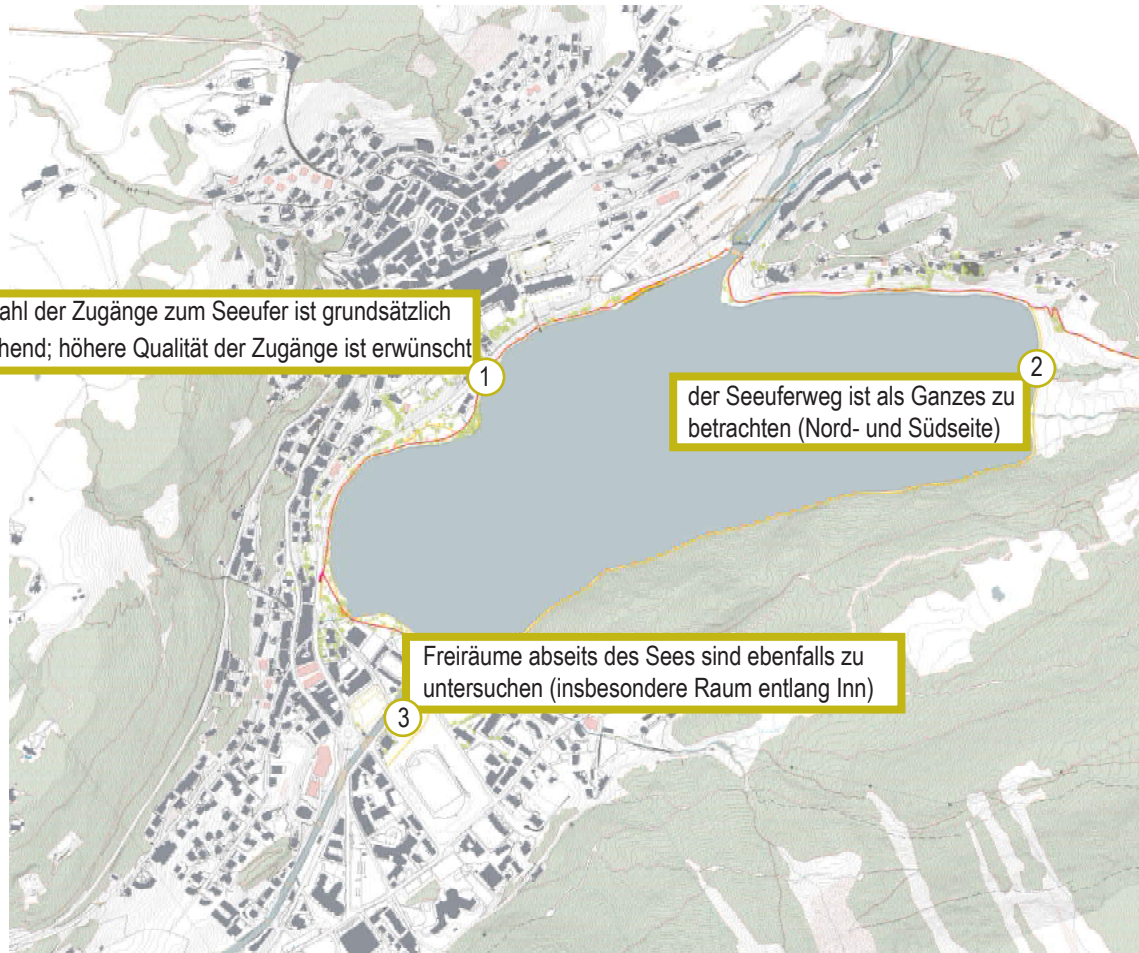 ahl der Zugänge zum Seeufer ist grundsätzlich
hend; höhere Qualität der Zugänge ist erwünscht
1
2
der Seeuferweg ist als Ganzes zu
betrachten (Nord- und Südseite)
Freiräume abseits des Sees sind ebenfalls zu
untersuchen (insbesondere Raum entlang Inn)
3